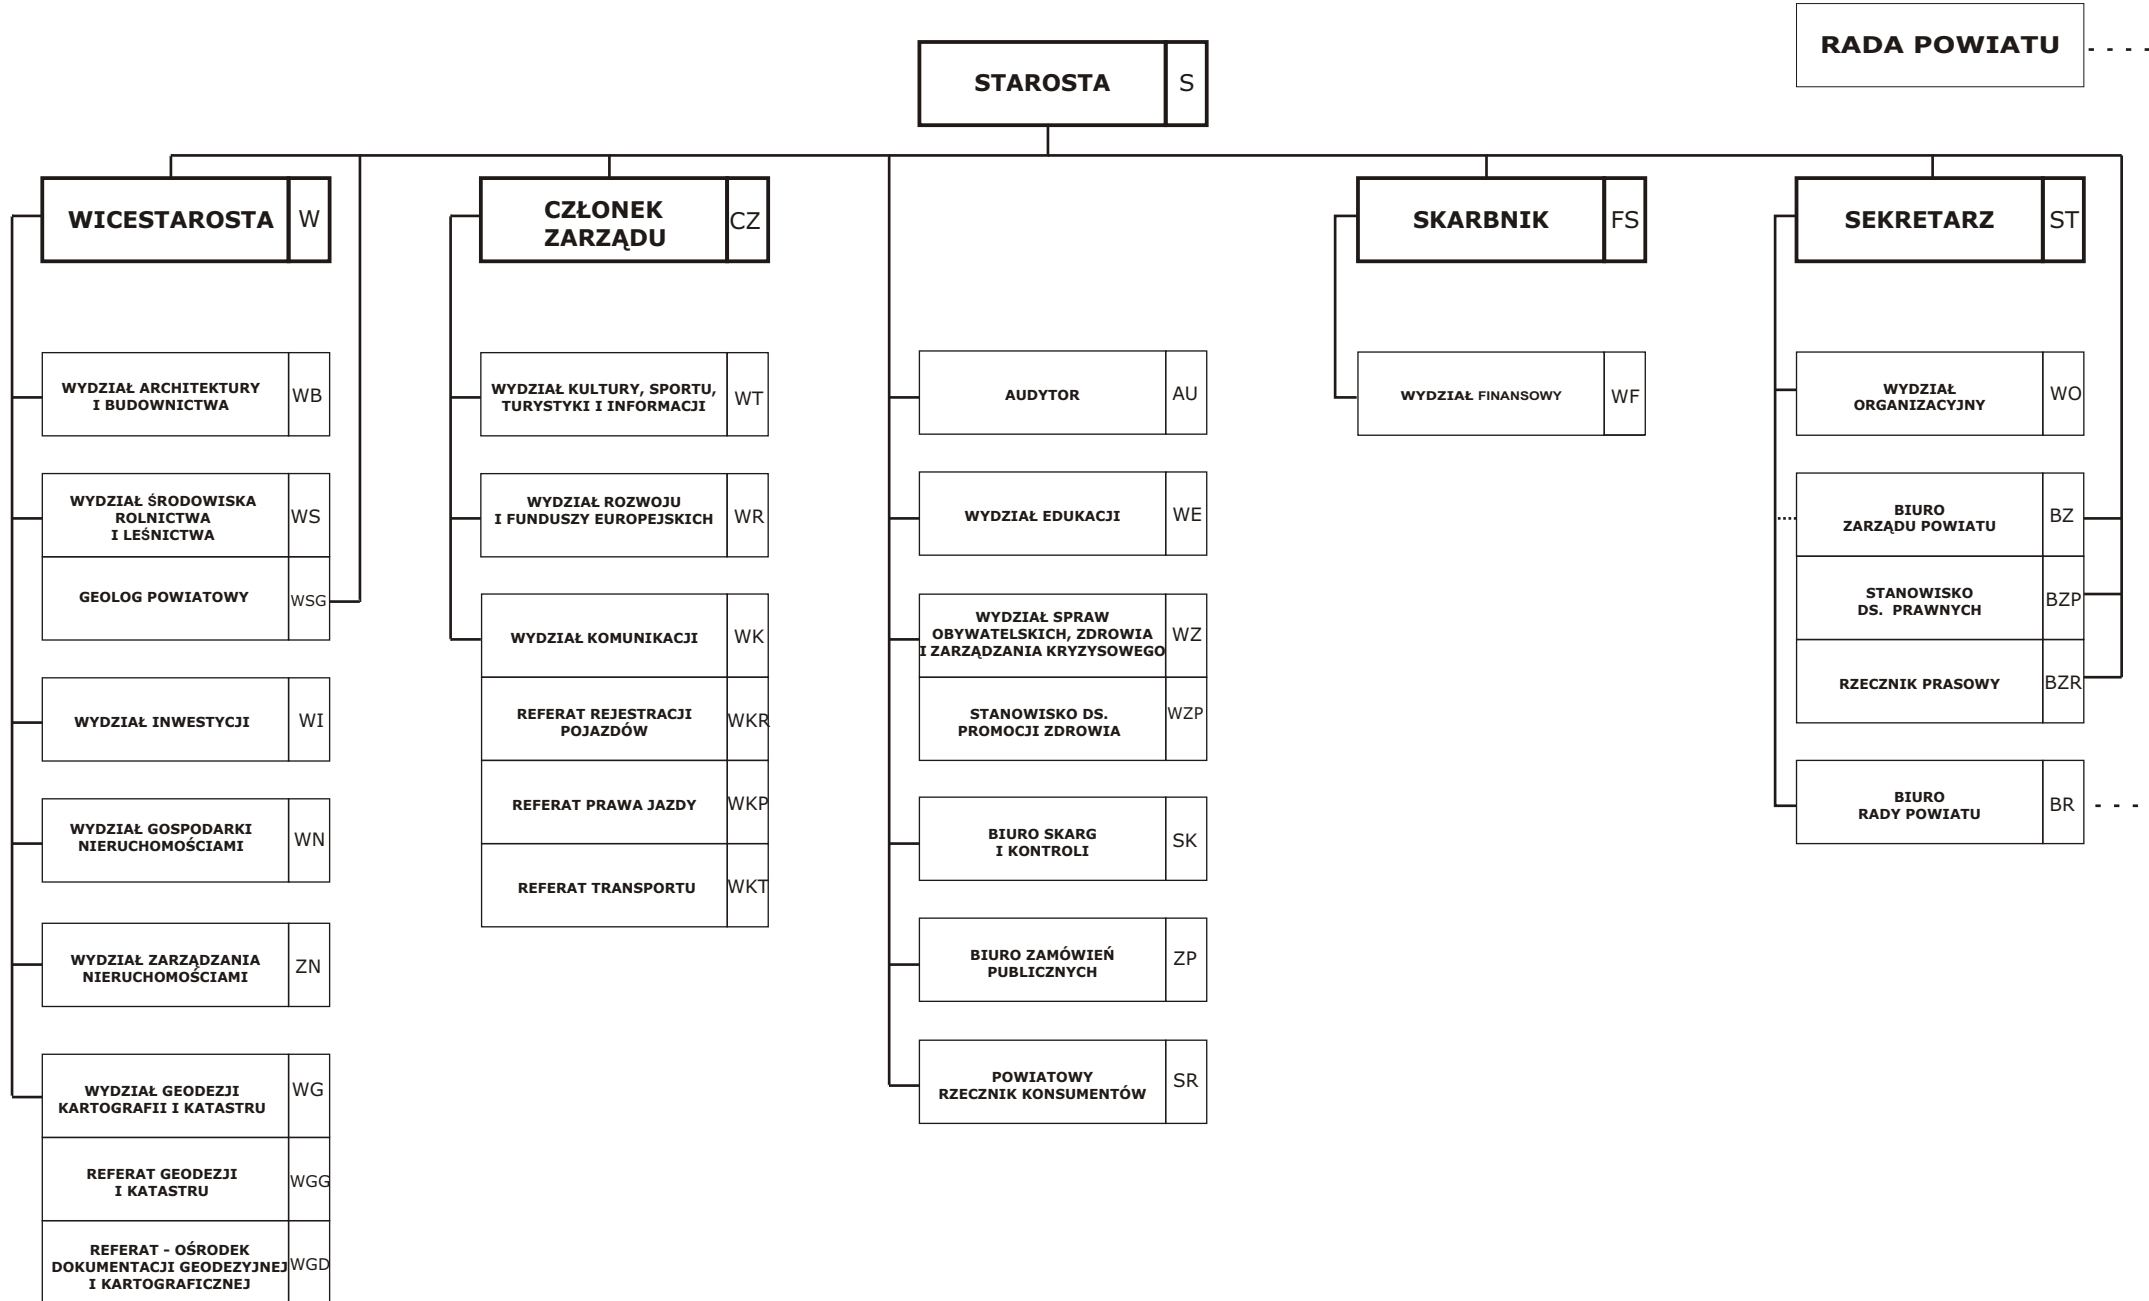 RADA POWIATU
STAROSTA S
WICESTAROSTA W
CZŁONEK
ZARZĄDU
CZ
SKARBNIK FS
SEKRETARZ ST
WYDZIAŁ ARCHITEKTURY
I BUDOWNICTWA
WB
WYDZIAŁ ŚRODOWISKA
ROLNICTWA
I LEŚNICTWA
WS
GEOLOG POWIATOWY WSG
WYDZIAŁ INWESTYCJI WI
WYDZIAŁ GOSPODARKI
NIERUCHOMOŚCIAMI
WN
WYDZIAŁ ZARZĄDZANIA
NIERUCHOMOŚCIAMI
ZN
WYDZIAŁ GEODEZJI
KARTOGRAFII I KATASTRU
WG
REFERAT GEODEZJI
I KATASTRU
WGG
REFERAT - OŚRODEK
DOKUMENTACJI GEODEZYJNEJ
I KARTOGRAFICZNEJ
WGD
WYDZIAŁ KULTURY, SPORTU,
TURYSTYKI I INFORMACJI
WT
WYDZIAŁ ROZWOJU
I FUNDUSZY EUROPEJSKICH
WR
WYDZIAŁ KOMUNIKACJI WK
REFERAT REJESTRACJI
POJAZDÓW
WKR
REFERAT PRAWA JAZDY WKP
REFERAT TRANSPORTU WKT
AUDYTOR AU
WYDZIAŁ EDUKACJI WE
WYDZIAŁ SPRAW
OBYWATELSKICH, ZDROWIA
I ZARZĄDZANIA KRYZYSOWEGO
WZ
STANOWISKO DS.
PROMOCJI ZDROWIA
WZP
BIURO SKARG
I KONTROLI
SK
BIURO ZAMÓWIEŃ
PUBLICZNYCH
ZP
POWIATOWY
RZECZNIK KONSUMENTÓW
SR
WYDZIAŁ FINANSOWY WF
WYDZIAŁ
ORGANIZACYJNY
WO
BIURO
ZARZĄDU POWIATU
BZ
STANOWISKO
DS. PRAWNYCH
BZP
RZECZNIK PRASOWY BZR
BIURO
RADY POWIATU
BR